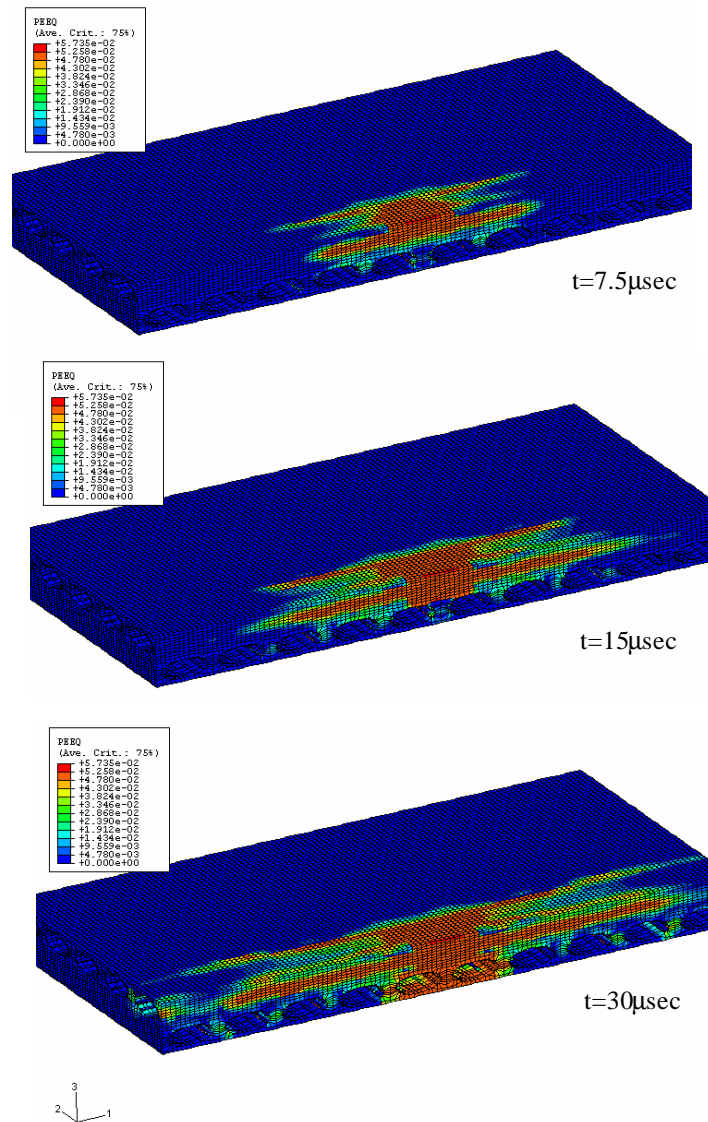 PEEQ
(Ave. Crit.: 75%)
+5.735e-02
+5.258e-02
+4.780e-02
+4.302e-02
+3.824e-02
+3.346e-02
+2.868e-02
+2.390e-02
+1.912e-02
+1.434e-02
+9.559e-03
+4.780e-03
+0.000e+00
t=7.5μsec
PEEQ
(Ave. Crit.: 75%)
+5.735e-02
+5.258e-02
+4.780e-02
+4.302e-02
+3.824e-02
+3.346e-02
+2.868e-02
+2.390e-02
+1.912e-02
+1.434e-02
+9.559e-03
+4.780e-03
+0.000e+00
t=15μsec
PEEQ
(Ave. Crit.: 75%)
+5.735e-02
+5.258e-02
+4.780e-02
+4.302e-02
+3.824e-02
+3.346e-02
+2.868e-02
+2.390e-02
+1.912e-02
+1.434e-02
+9.559e-03
+4.780e-03
+0.000e+00
t=30μsec
3
2
1